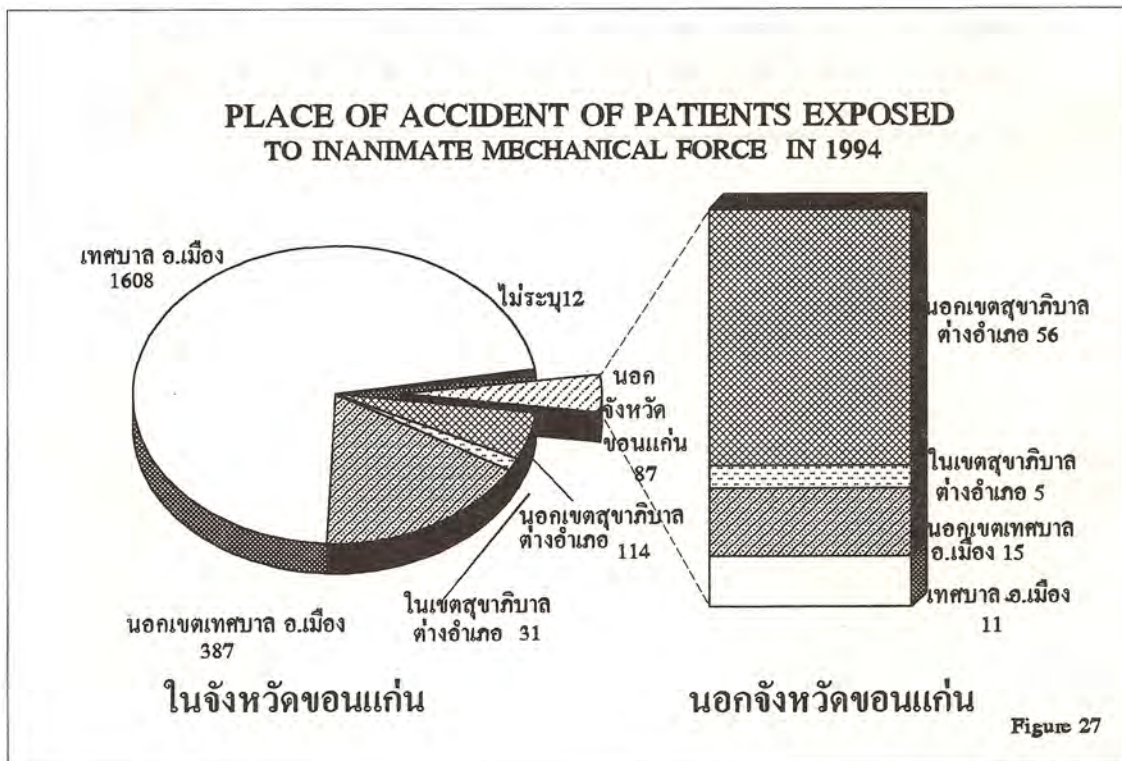 PLACE OF ACCIDENT OF PATIENTS EXPOSED
TO INANIMATE MECHANICAL FORCE IN 1994
เทศบาล อ.เมือง
1608
ไม่ระบุ12
นอก
จังหวัด
ขอนแก่น
87
นอกเขตสุขาภิบาล
ต่างอำเภอ 114
ในเขตสุขาภิบาล
ต่างอำเภอ 31
นอกเขตเทศบาล อ.เมือง
387
ในจังหวัดขอนแก่น
นอกเขตสุขาภิบาล
ต่างอำเภอ 56
ในเขตสุขาภิบาล
ต่างอำเภอ 5
นอกเขตเทศบาล
อ.เมือง 15
เทศบาล อ.เมือง
11
นอกจังหวัดขอนแก่น
Figure 27